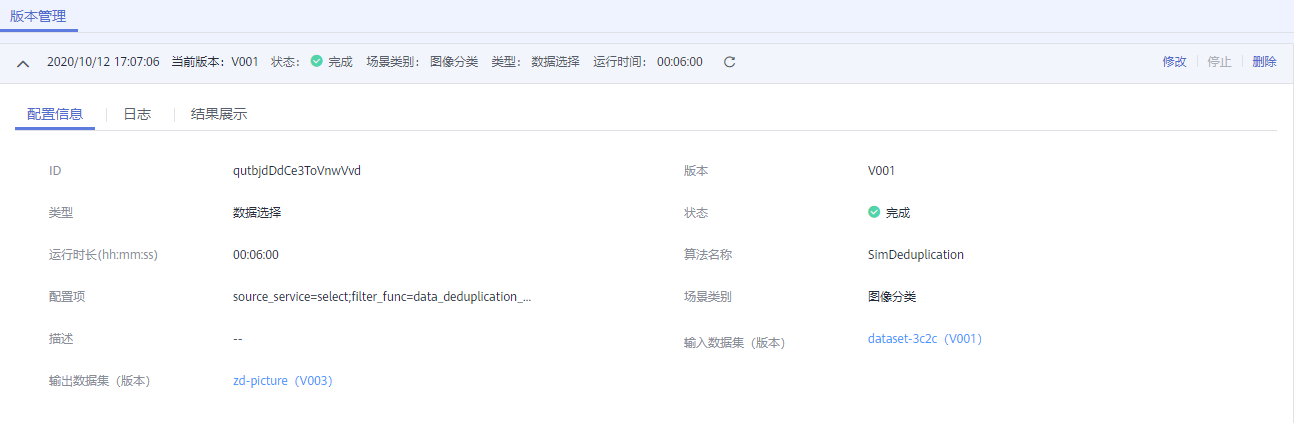 版本管理
2020/10/12 17:07:06 当前版本：V001 状态： 完成 场景类别： 图像分类 类型： 数据选择 运行时间： 00:06:00 修改 停止 删除
配置信息 日志 结果展示
ID qutbjdDdCe3ToVnwVvd 版本 V001
类型 数据选择 状态 完成
运行时长(hh:mm:ss) 00:06:00 算法名称 SimDeduplication
配置项 source_service=select;filter_func=data_deduplication_... 场景类别 图像分类
描述 -- 输入数据集（版本） dataset-3c2c（V001）
输出数据集（版本） zd-picture（V003）